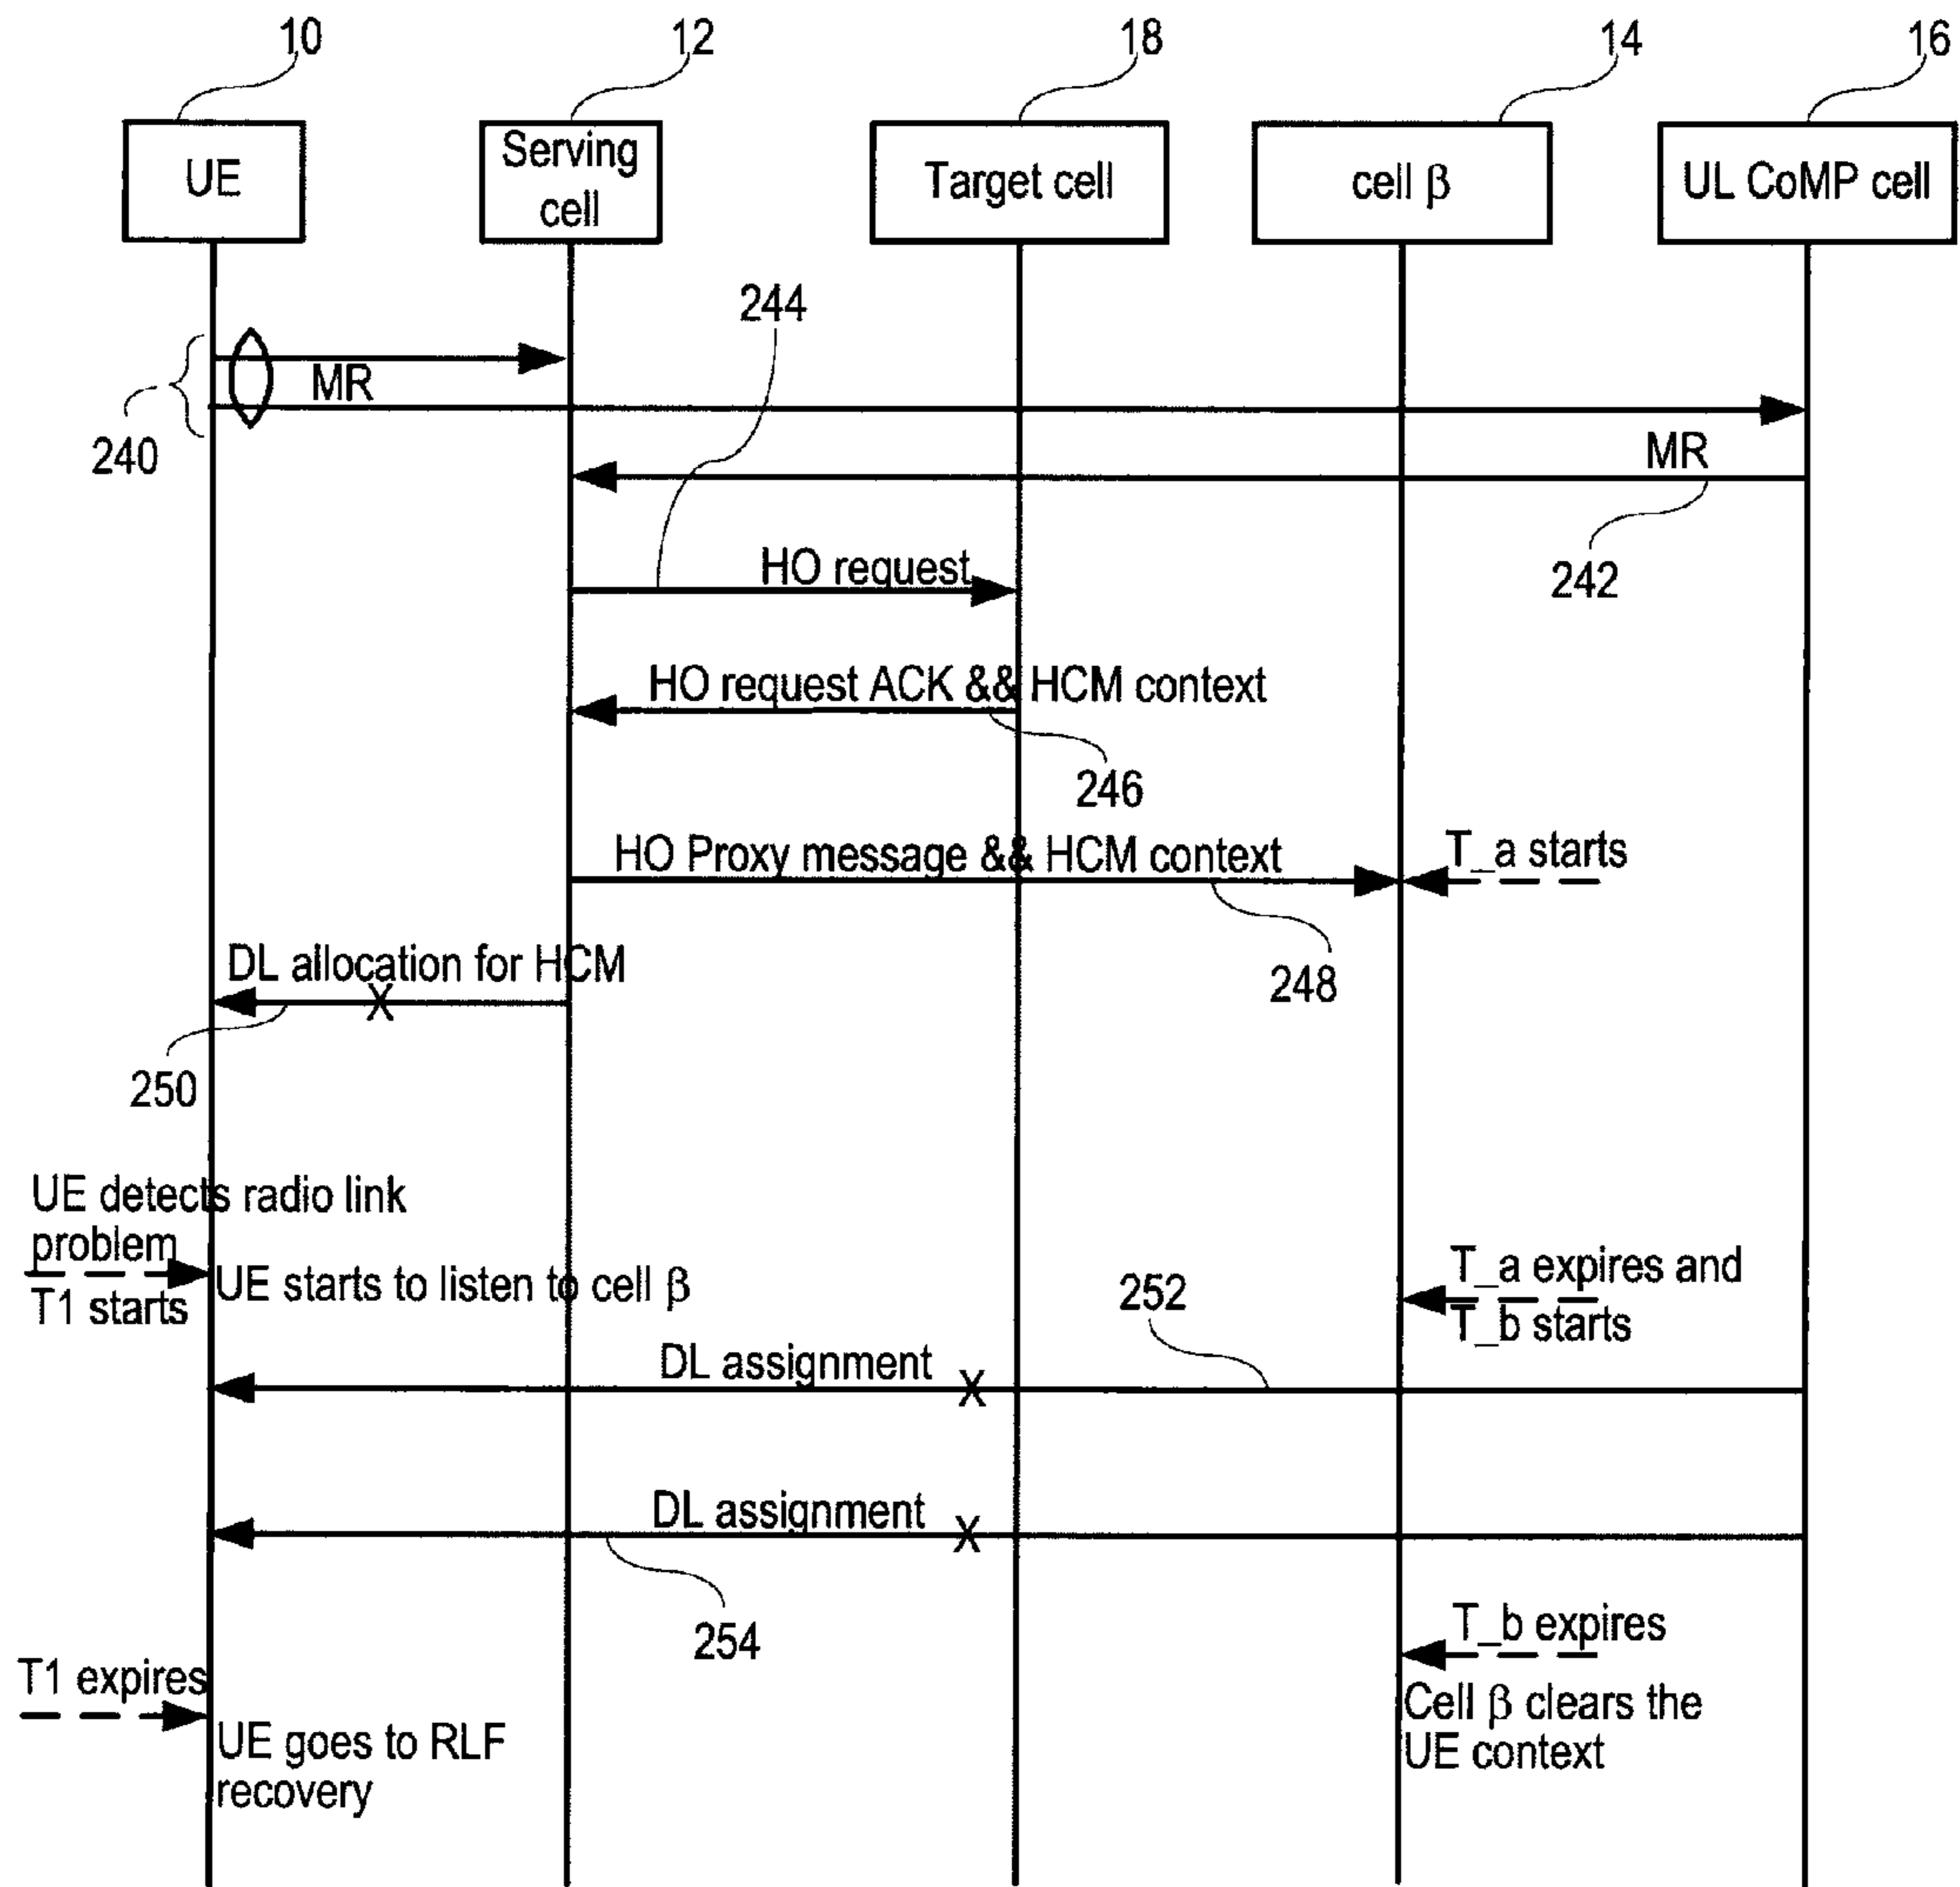 10
12
18
14
16
UE
Serving
cell
Target cell
cell β
UL CoMP cell
244
MR
240
MR
242
HO request
HO request ACK && HCM context
246
HO Proxy message && HCM context
T_a starts
248
DL allocation for HCM
X
250
UE detects radio link
problem
T1 starts
UE starts to listen to cell β
T_a expires and
T_b starts
252
DL assignment
X
DL assignment
X
254
T_b expires
Cell β clears the
UE context
T1 expires
UE goes to RLF
recovery